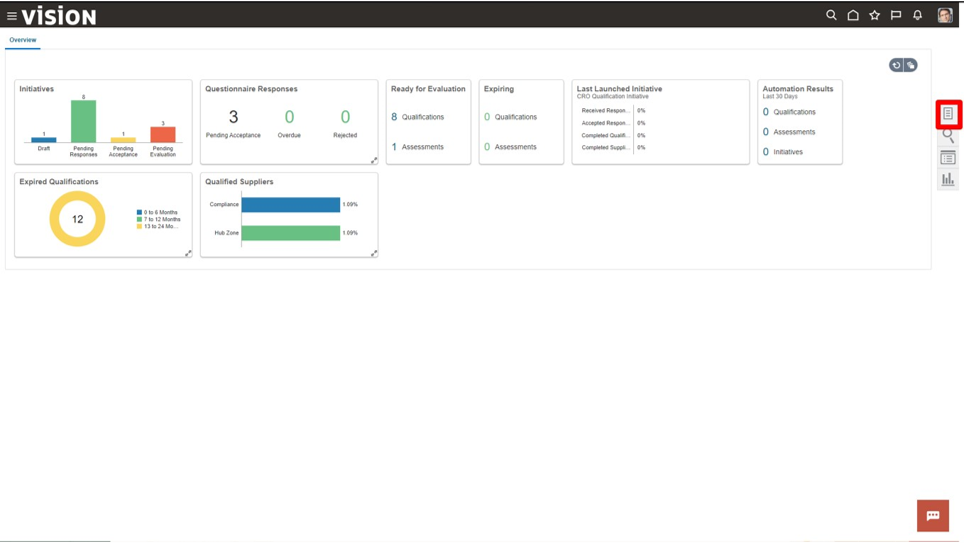 VISION
Overview
Initiatives
8
1
1
3
Draft
Pending
Responses
Pending
Acceptance
Pending
Evaluation
Questionnaire Responses
3
0
0
Pending Acceptance
Overdue
Rejected
Ready for Evaluation
8 Qualifications
1 Assessments
Expiring
0 Qualifications
0 Assessments
Last Launched Initiative
CRO Qualification Initiative
Received Respon... 0%
Accepted Respon... 0%
Completed Qualifi... 0%
Completed Suppli... 0%
Automation Results
Last 30 Days
0 Qualifications
0 Assessments
0 Initiatives
Expired Qualifications
12
0 to 6 Months
7 to 12 Months
13 to 24 Mo...
Qualified Suppliers
Compliance 1.09%
Hub Zone 1.09%